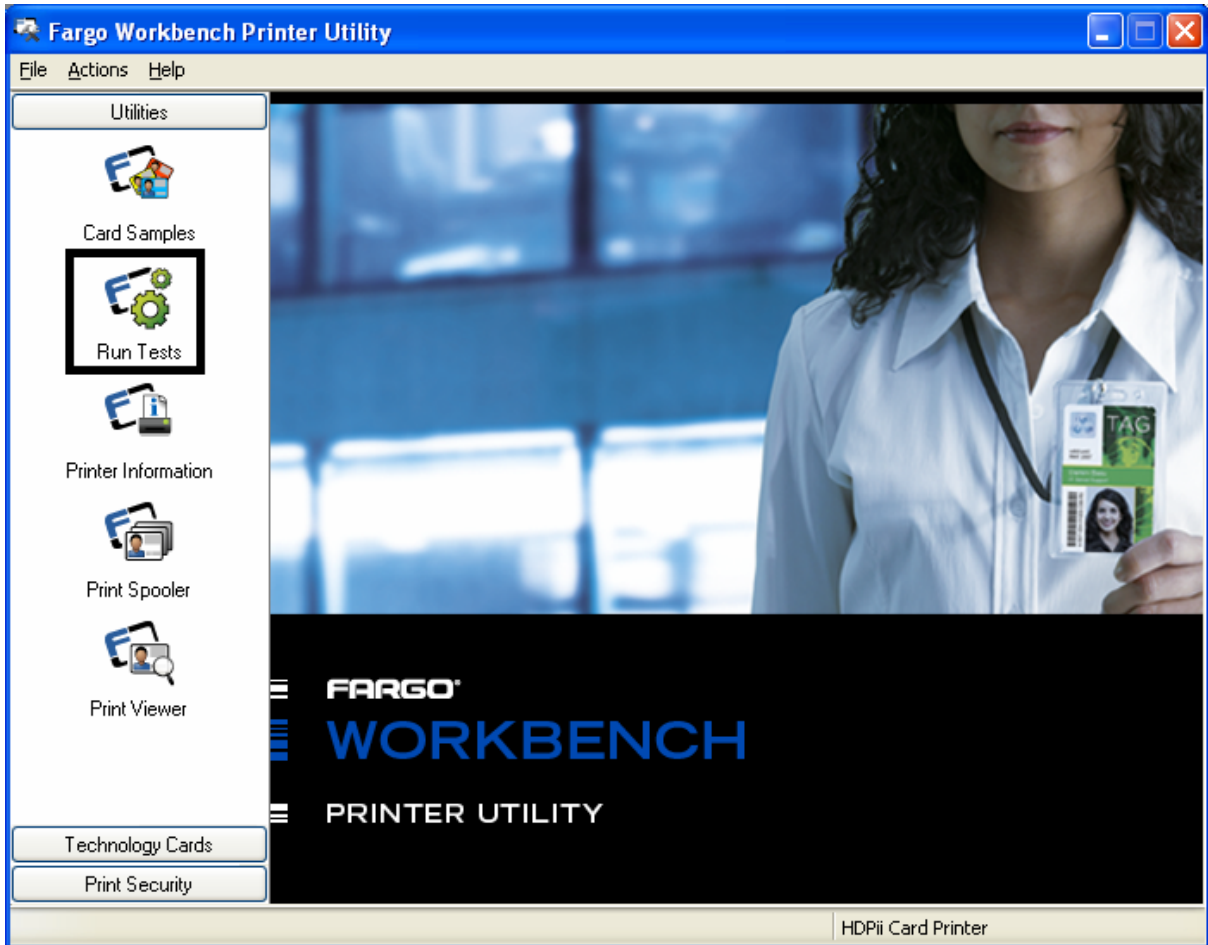 Fargo Workbench Printer Utility
File Actions Help
Utilities
Card Samples
Run Tests
Printer Information
Print Spooler
Print Viewer
Technology Cards
Print Security
TAG
FARGO
WORKBENCH
PRINTER UTILITY
HDPii Card Printer